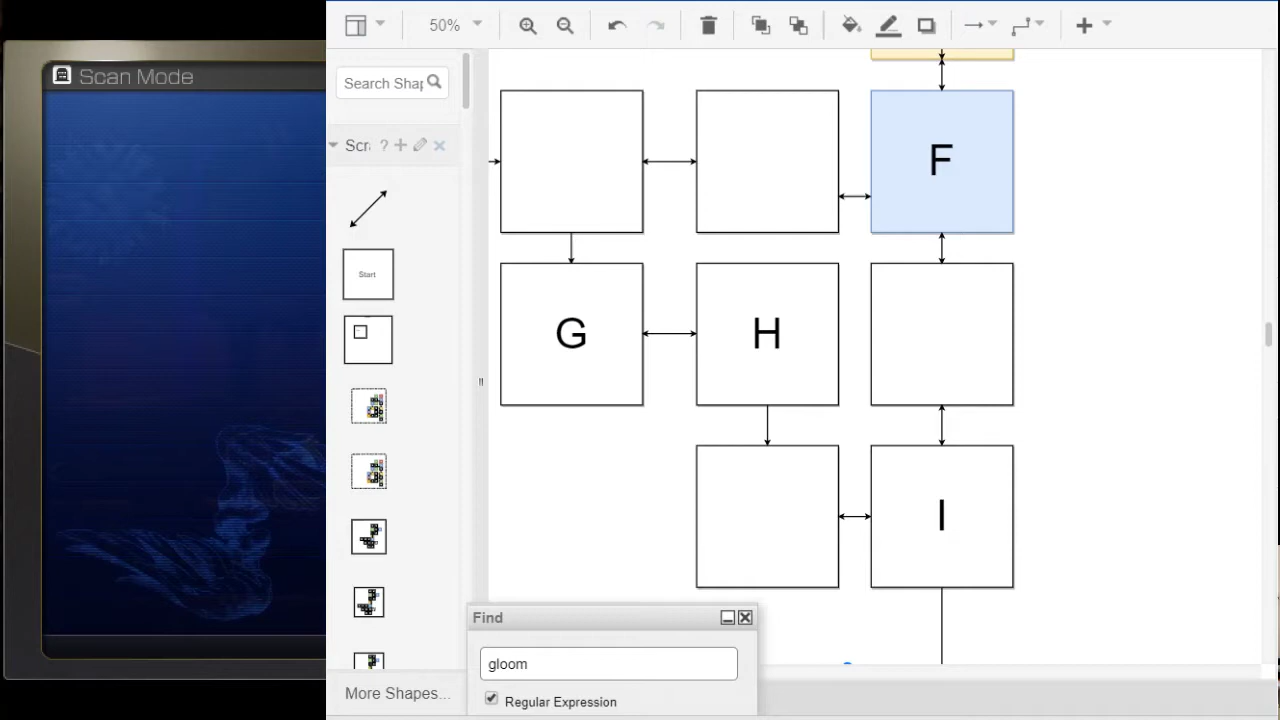 Scan Mode
50%
Search Shap
Scr
?
Start
F
G
H
I
Find
gloom
Regular Expression
More Shapes...